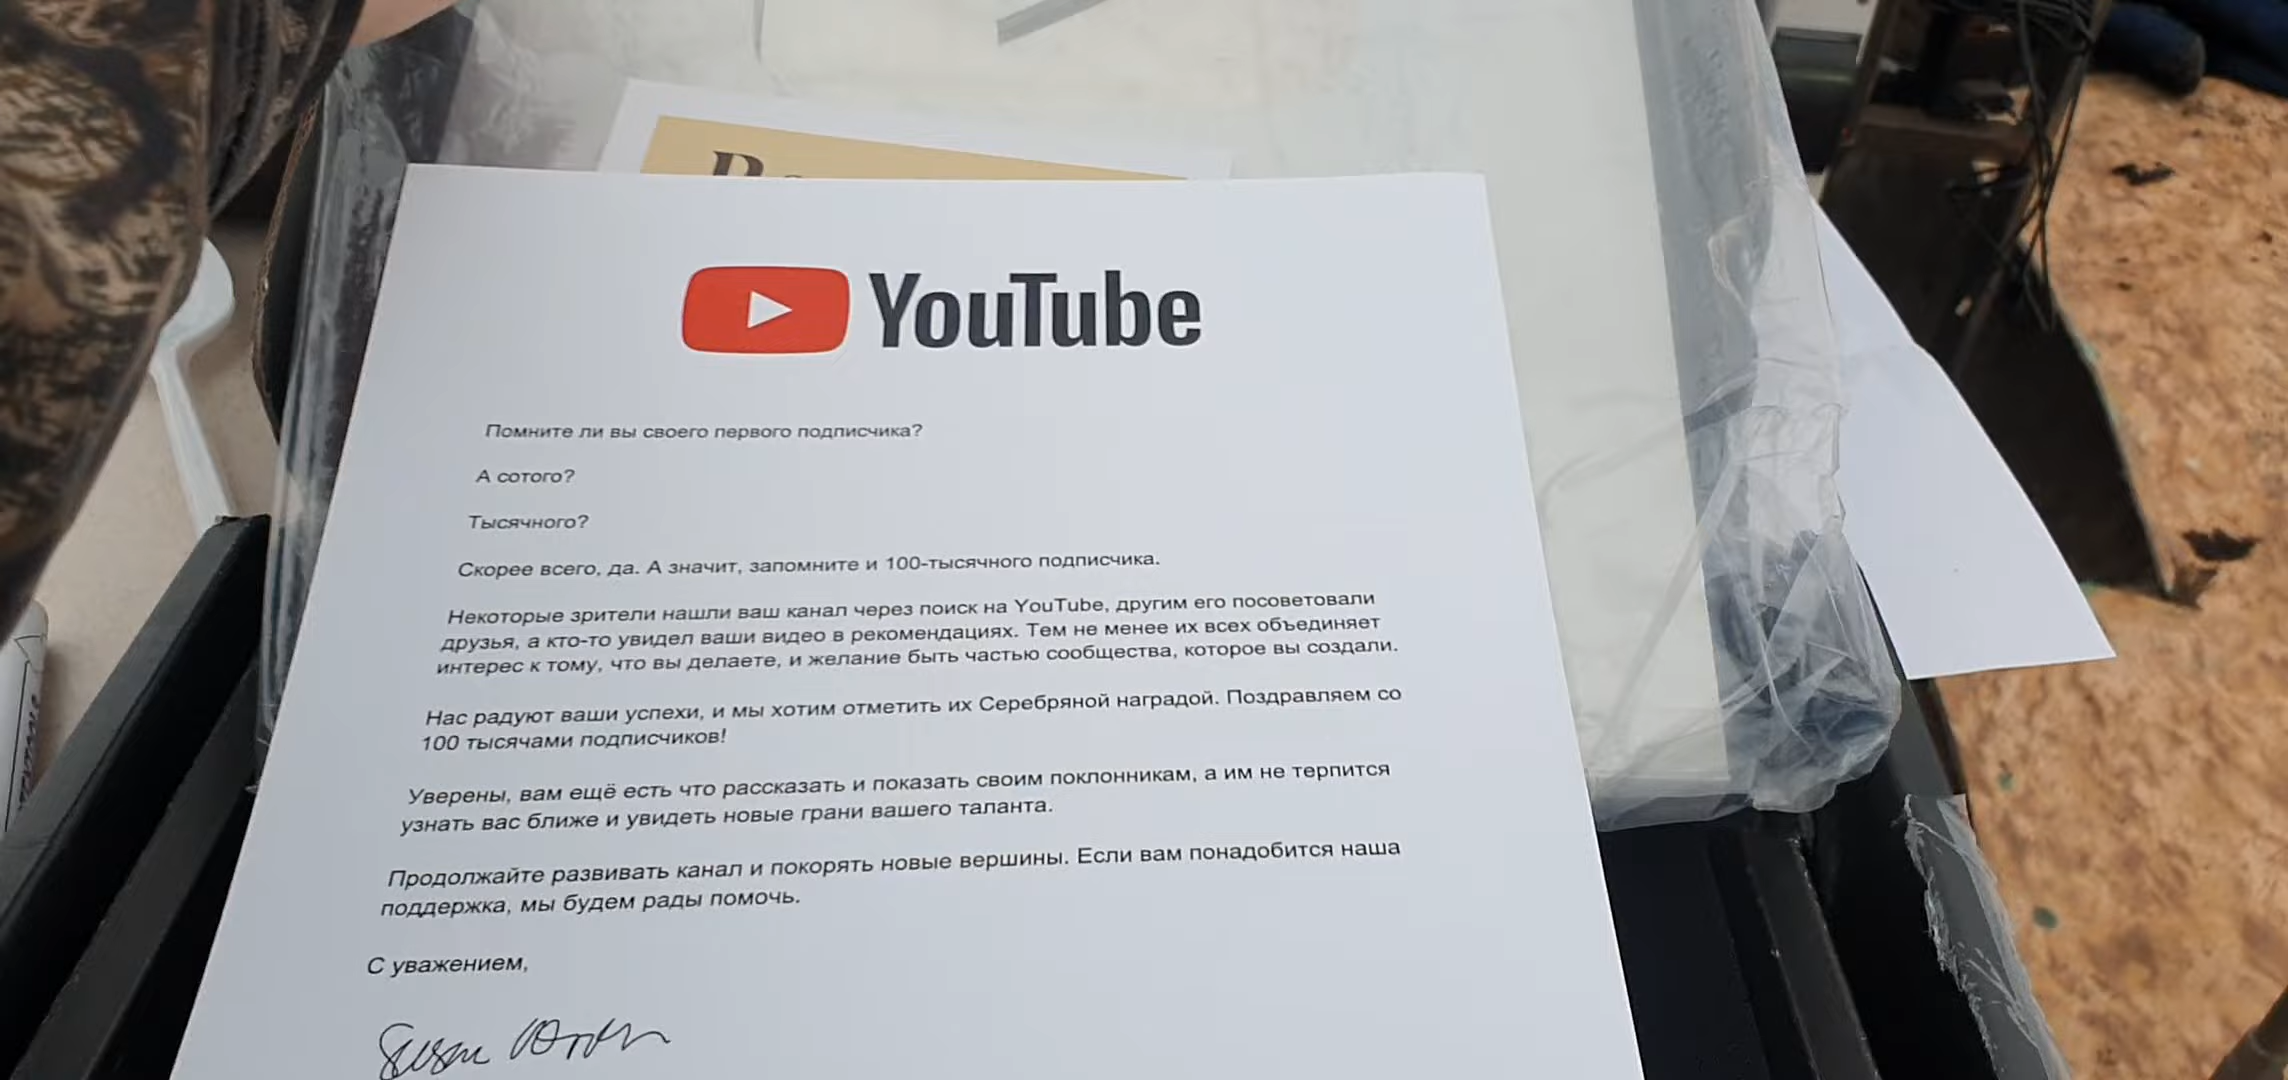 YouTube
Помните ли вы своего первого подписчика?
А сотого?
Тысячного?
Скорее всего, да. А значит, запомните и 100-тысячного подписчика.
Некоторые зрители нашли ваш канал через поиск на YouTube, другим его посоветовали
друзья, а кто-то увидел ваши видео в рекомендациях. Тем не менее их всех объединяет
интерес к тому, что вы делаете, и желание быть частью сообщества, которое вы создали.
Нас радуют ваши успехи, и мы хотим отметить их Серебряной наградой. Поздравляем со
100 тысячами подписчиков!
Уверены, вам ещё есть что рассказать и показать своим поклонникам, а им не терпится
узнать вас ближе и увидеть новые грани вашего таланта.
Продолжайте развивать канал и покорять новые вершины. Если вам понадобится наша
поддержка, мы будем рады помочь.
С уважением,
Susan